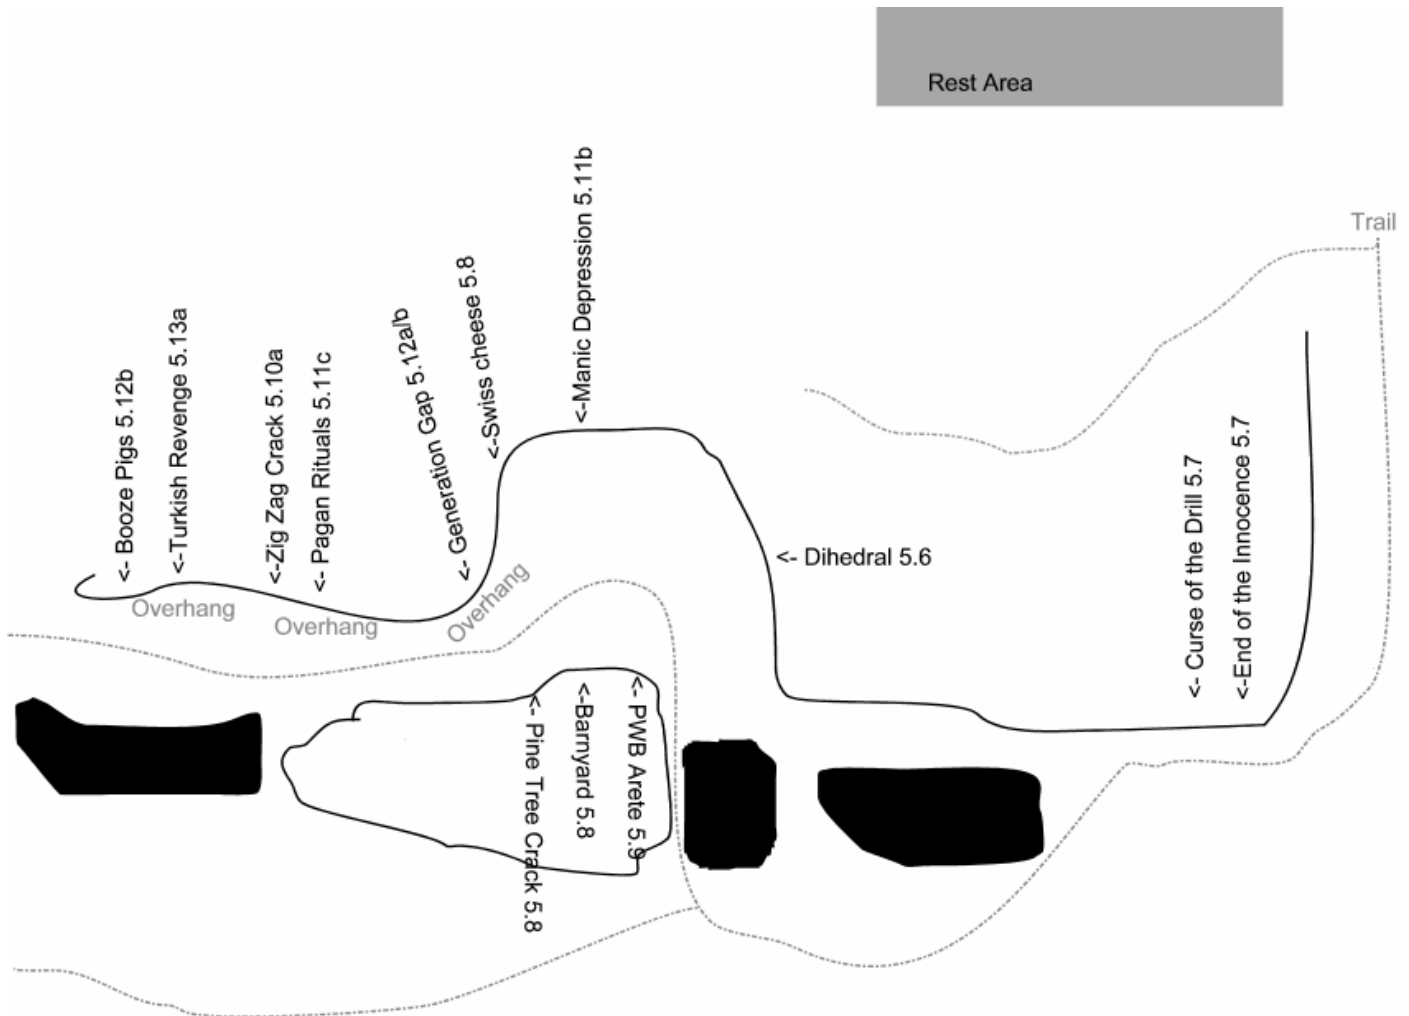 Rest Area
Trail
<- Booze Pigs 5.12b
<-Turkish Revenge 5.13a
<-Zig Zag Crack 5.10a
<- Pagan Rituals 5.11c
<- Generation Gap 5.12a/b
<-Swiss cheese 5.8
<-Manic Depression 5.11b
<- Dihedral 5.6
<- Curse of the Drill 5.7
<-End of the Innocence 5.7
Overhang
Overhang
Overhang
<- Pine Tree Crack 5.8
<-Barnyard 5.8
<- PWB Arete 5.9